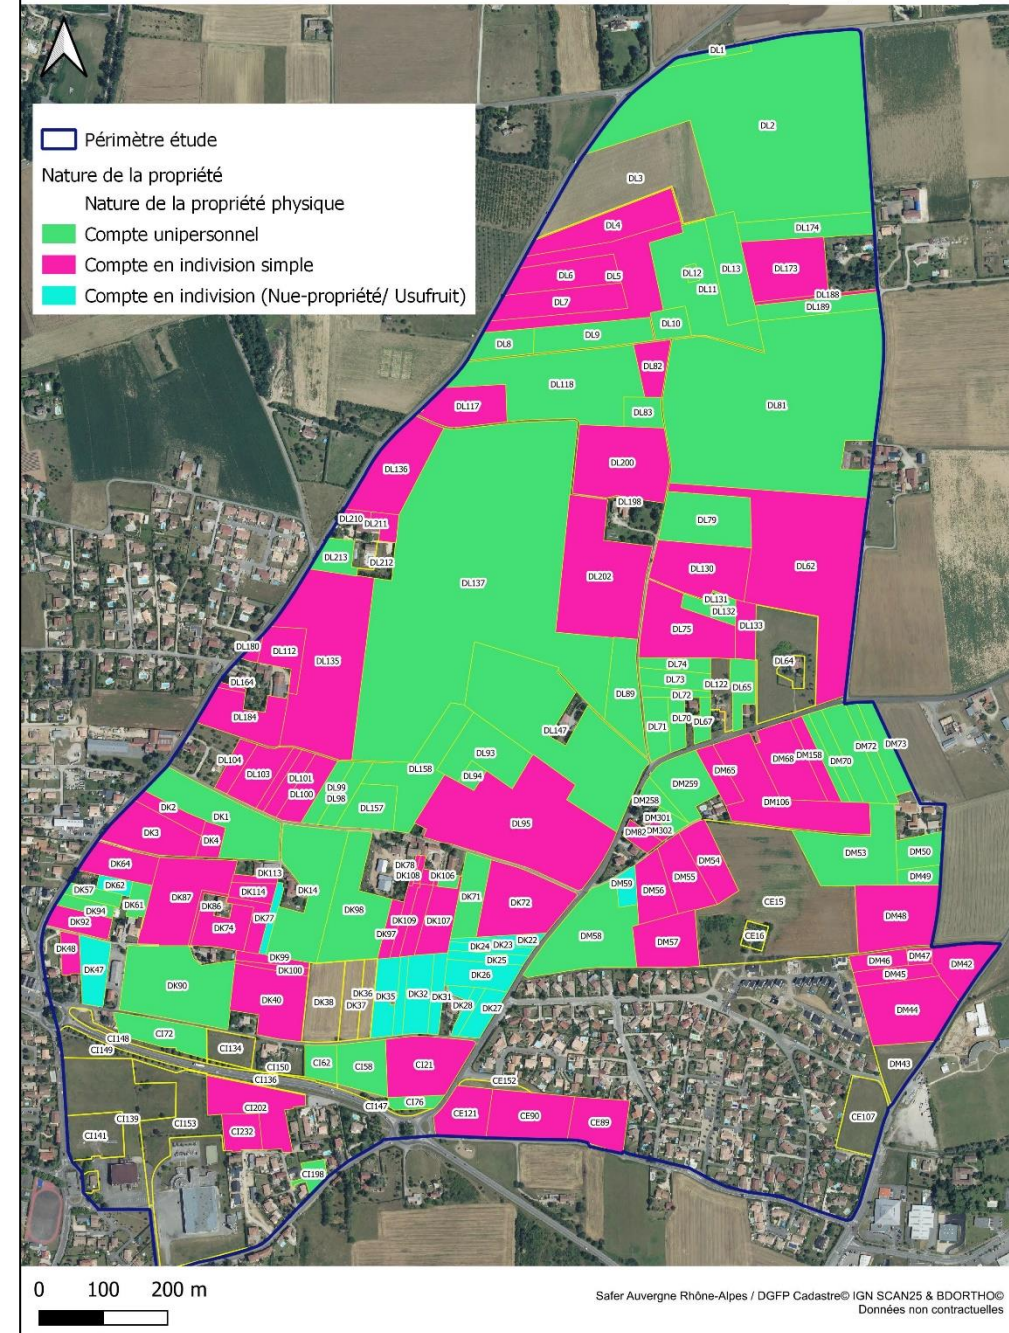 Périmètre étude
Nature de la propriété
Nature de la propriété physique
Compte unipersonnel
Compte en indivision simple
Compte en indivision (Nue-propriété/ Usufruit)
DL1
DL2
DL3
DL4
DL174
DL6
DL5
DL12
DL13
DL173
DL11
DL7
DL188
DL189
DL10
DL8
DL9
DL82
DL118
DL81
DL117
DL83
DL136
DL200
DL198
DL210
DL211
DL79
DL213
DL212
DL137
DL130
DL62
DL202
DL131
DL132
DL75
DL133
DL180
DL112
DL135
DL74
DL64
DL164
DL73
DL122
DL65
DL72
DL89
DL184
DL71
DL70
DL67
DL147
DL104
DL103
DL101
DL100
DL99
DL98
DL158
DL93
DL94
DL157
DM65
DM68
DM158
DM72
DM73
DM70
DM259
DM258
DM106
DM301
DM302
DM82
DL95
DK2
DK1
DK3
DK4
DM53
DM50
DM49
DK64
DK113
DK78
DK108
DK106
DM54
DM55
DM56
DM59
DK57
DK62
DK114
DK14
DK87
DK86
DK61
DK94
DK92
DK77
DK74
DK98
DK109
DK107
DK71
DK72
CE15
DM48
DK97
CE16
DM57
DM58
DK48
DK47
DK99
DK100
DK22
DK23
DK24
DK25
DK26
DM47
DM46
DM45
DM42
DK90
DK40
DK38
DK36
DK37
DK35
DK32
DK31
DK28
DK27
DM44
CI72
CI148
CI149
CI134
CI150
CI62
CI58
CI21
DM43
CI136
CE152
CI147
CI76
CI139
CI153
CI141
CI202
CI232
CE121
CE90
CE89
CE107
CI198
0 100 200 m
Safer Auvergne Rhône-Alpes / DGFP Cadastre© IGN SCAN25 & BDORTHO©
Données non contractuelles